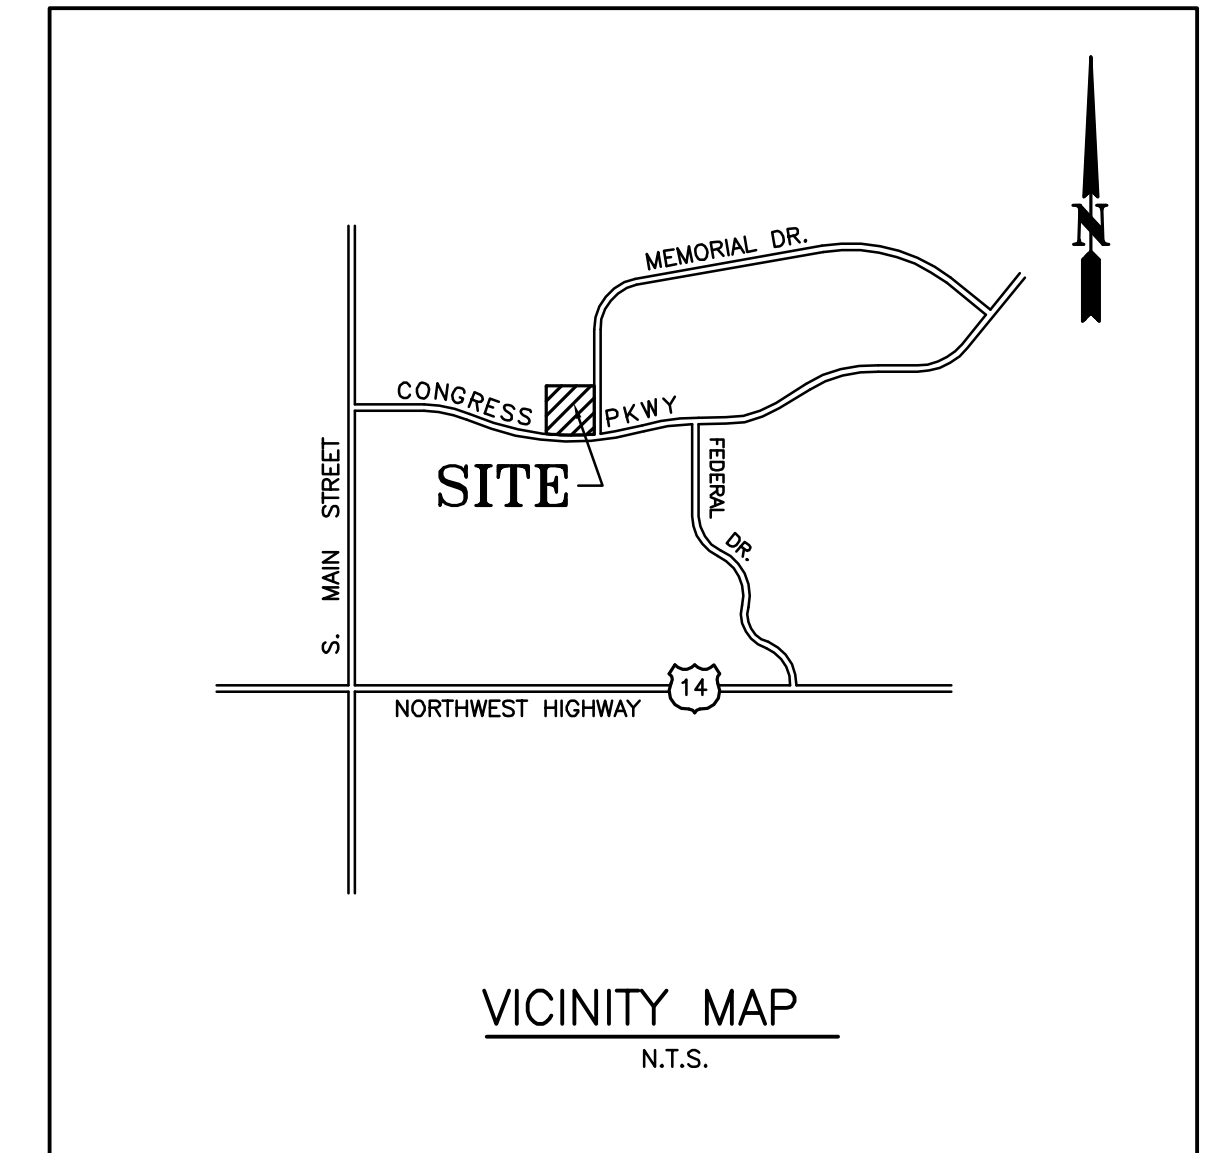 N
MEMORIAL DR.
CONGRESS PKWY
SITE
S. MAIN STREET
FEDERAL DR.
14
NORTHWEST HIGHWAY
VICINITY MAP
N.T.S.